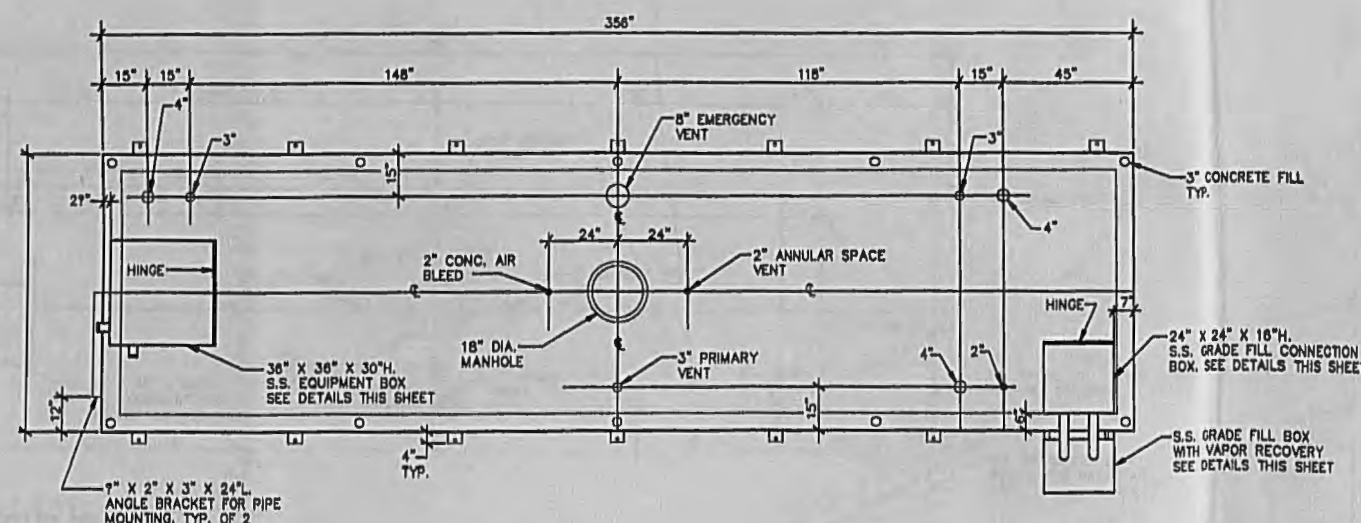 356"
15"
15"
148"
118"
15"
45"
4"
3"
8" EMERGENCY
VENT
3"
3" CONCRETE FILL
TYP.
15"
4"
24"
24"
2" CONC. AIR
BLEED
2" ANNULAR SPACE
VENT
HINGE
HINGE
7"
18" DIA.
MANHOLE
24" X 24" X 16"H.
S.S. GRADE FILL CONNECTION
BOX, SEE DETAILS THIS SHEET
36" X 36" X 30"H.
S.S. EQUIPMENT BOX
SEE DETAILS THIS SHEET
3" PRIMARY
VENT
4"
2"
12"
15"
6"
4"
TYP.
S.S. GRADE FILL BOX
WITH VAPOR RECOVERY
SEE DETAILS THIS SHEET
X 2" X 3" X 24"L.
ANGLE BRACKET FOR PIPE
MOUNTING, TYP. OF 2